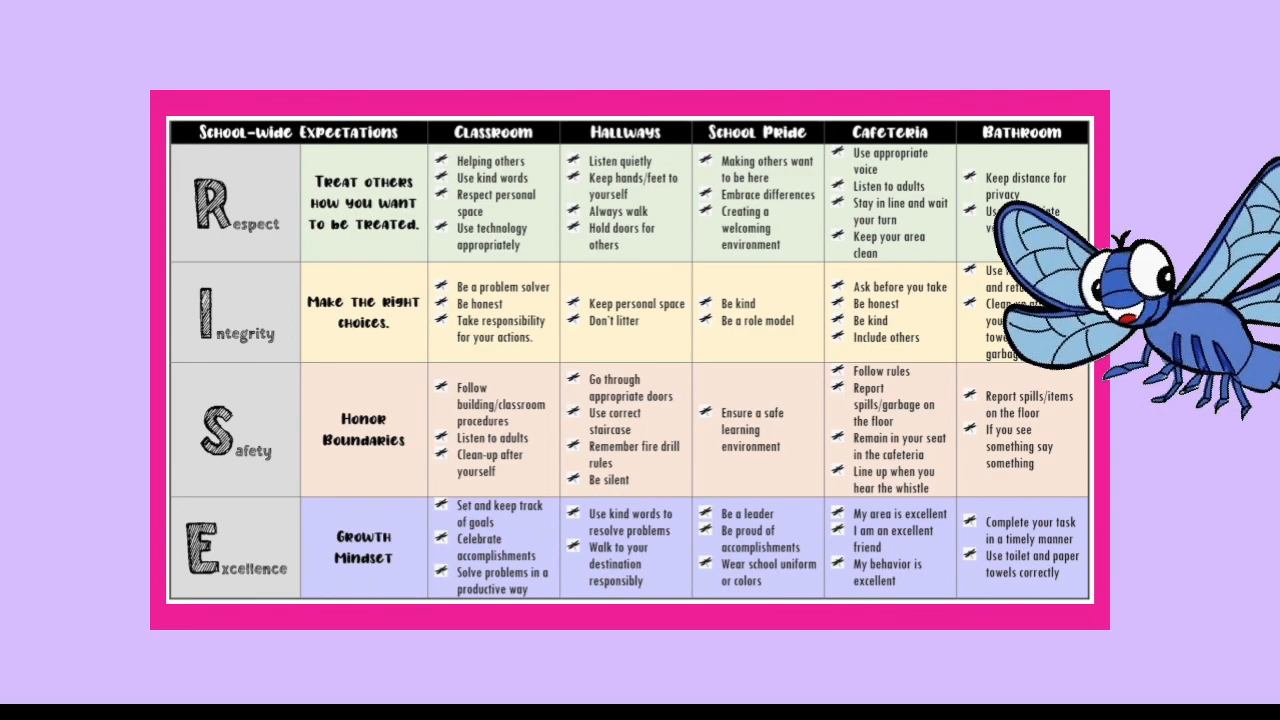 School-wide Expectations
Classroom
Hallways
School Pride
Cafeteria
Bathroom
Respect
Treat others
how you want
to be treated.
Helping others
Use kind words
Respect personal
space
Use technology
appropriately
Listen quietly
Keep hands/feet to
yourself
Always walk
Hold doors for
others
Making others want
to be here
Embrace differences
Creating a
welcoming
environment
Use appropriate
voice
Listen to adults
Stay in line and wait
your turn
Keep your area
clean
Keep distance for
privacy
Integrity
Make the right
choices.
Be a problem solver
Be honest
Take responsibility
for your actions.
Keep personal space
Don't litter
Be kind
Be a role model
Ask before you take
Be honest
Be kind
Include others
Use
and
Safety
Honor
Boundaries
Follow
building/classroom
procedures
Listen to adults
Clean-up after
yourself
Go through
appropriate doors
Use correct
staircase
Remember fire drill
rules
Be silent
Ensure a safe
learning
environment
Follow rules
Report
spills/garbage on
the floor
Remain in your seat
in the cafeteria
Line up when you
hear the whistle
Report spills/items
on the floor
If you see
something say
something
Excellence
Growth
Mindset
Set and keep track
of goals
Celebrate
accomplishments
Solve problems in a
productive way
Use kind words to
resolve problems
Walk to your
destination
responsibly
Be a leader
Be proud of
accomplishments
Wear school uniform
or colors
My area is excellent
I am an excellent
friend
My behavior is
excellent
Complete your task
in a timely manner
Use toilet and paper
towels correctly